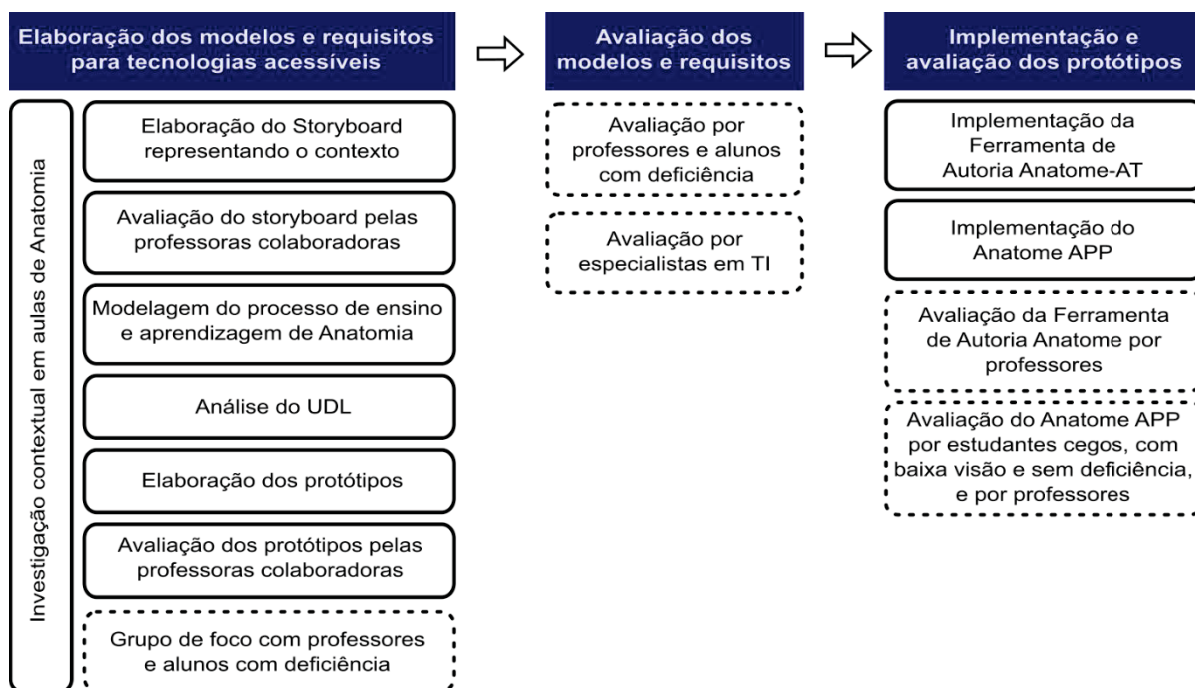 Elaboração dos modelos e requisitos
para tecnologias acessíveis
Investigação contextual em aulas de Anatomia
Elaboração do Storyboard
representando o contexto
Avaliação do storyboard pelas
professoras colaboradoras
Modelagem do processo de ensino
e aprendizagem de Anatomia
Análise do UDL
Elaboração dos protótipos
Avaliação dos protótipos pelas
professoras colaboradoras
Grupo de foco com professores
e alunos com deficiência
Avaliação dos
modelos e requisitos
Avaliação por
professores e alunos
com deficiência
Avaliação por
especialistas em TI
Implementação e
avaliação dos protótipos
Implementação da
Ferramenta de
Autoria Anatome-AT
Implementação do
Anatome APP
Avaliação da Ferramenta
de Autoria Anatome por
professores
Avaliação do Anatome APP
por estudantes cegos, com
baixa visão e sem deficiência,
e por professores